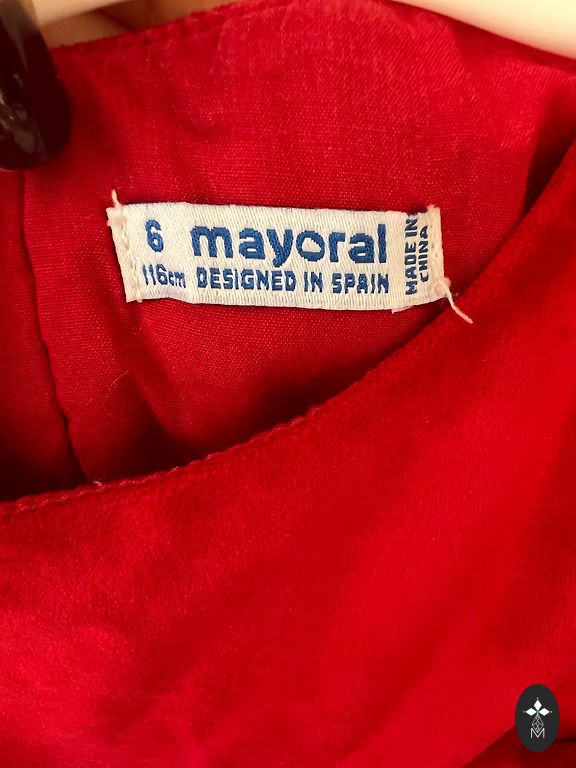 6 mayoral
116cm DESIGNED IN SPAIN
MADE IN
CHINA
M